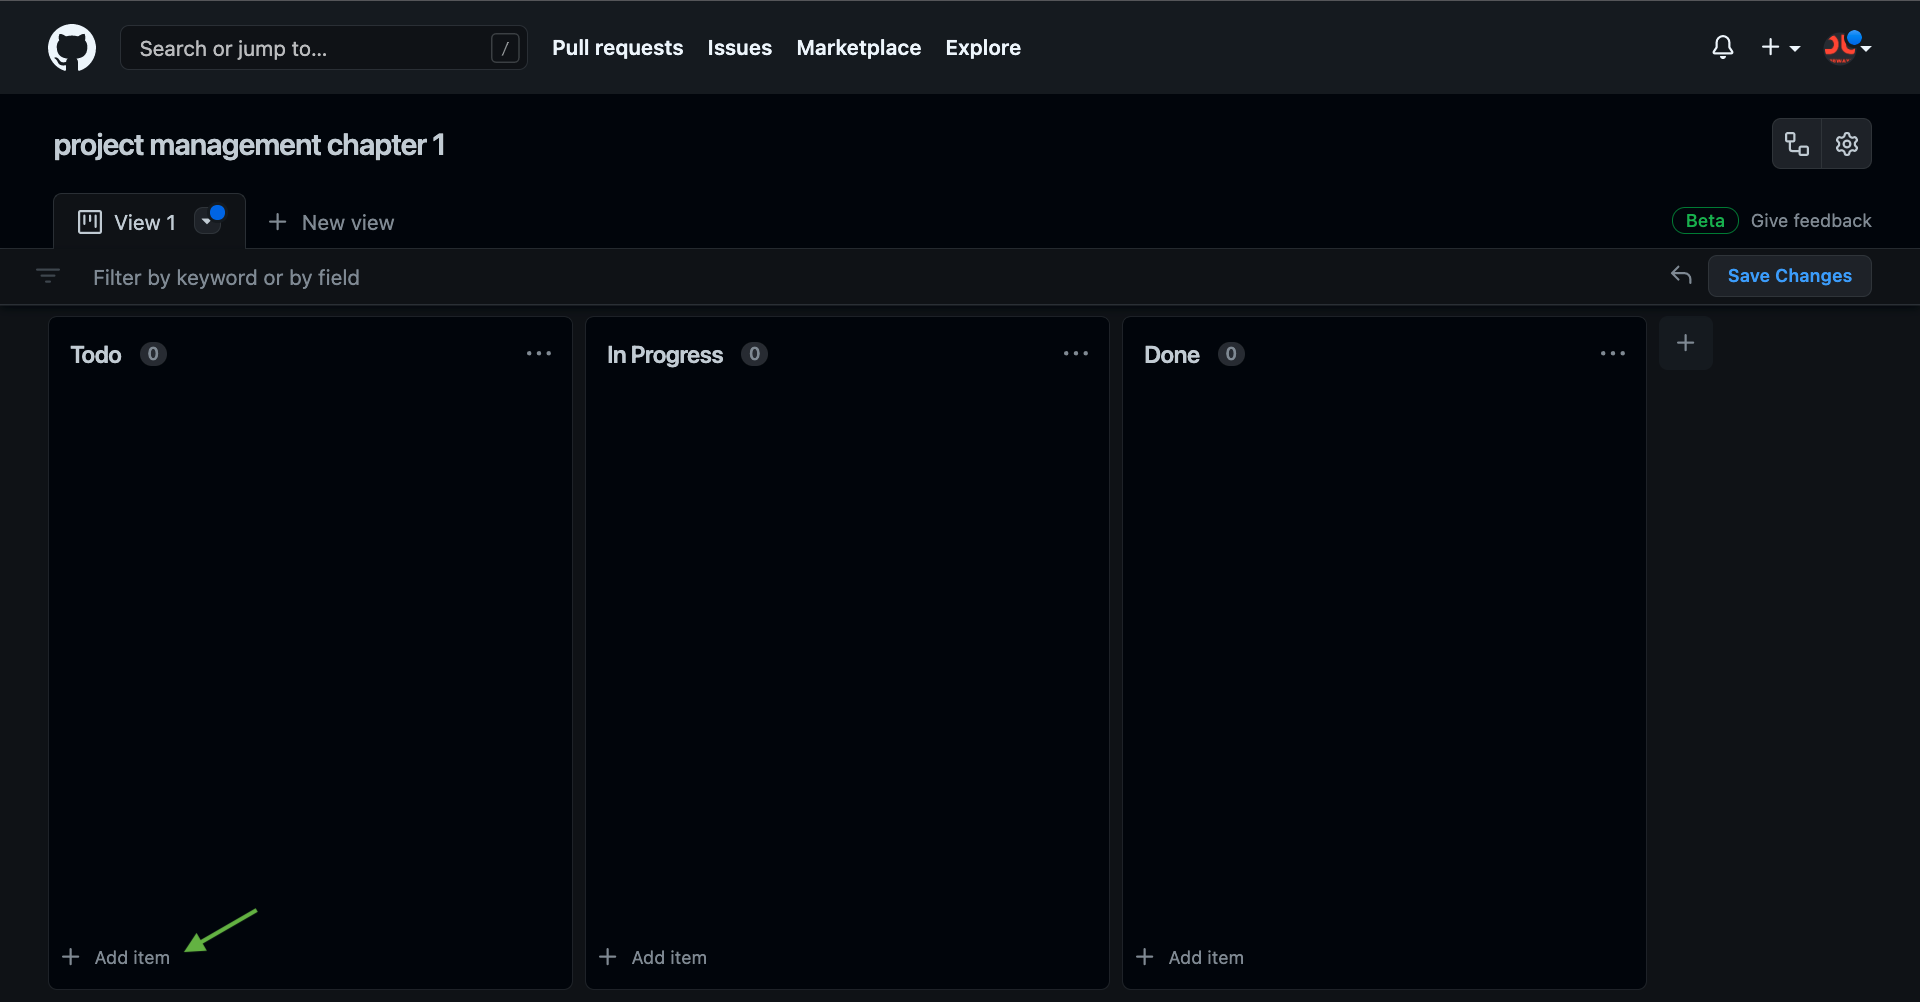 Search or jump to... /
Pull requests Issues Marketplace Explore
project management chapter 1
View 1 New view
Beta Give feedback
Filter by keyword or by field
Save Changes
Todo 0
In Progress 0
Done 0
Add item
Add item
Add item